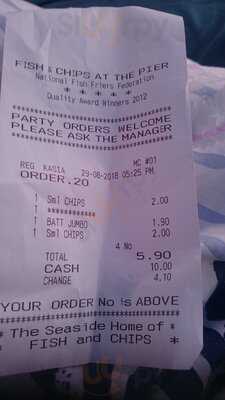 FISH & CHIPS AT THE PIER
National Fish Friers Federation
* * * * *
Quality Award Winners 2012
******************************
PARTY ORDERS WELCOME
PLEASE ASK THE MANAGER
******************************
REG KASIA MC #01
ORDER.20 29-08-2018 05:25 PM
1 Sml CHIPS 2.00
1 ************
1 BATT JUMBO 1.90
1 Sml CHIPS 2.00
4 No
TOTAL 5.90
CASH 10.00
CHANGE 4.10
YOUR ORDER No is ABOVE
******************************
* The Seaside Home of *
* FISH and CHIPS *
******************************